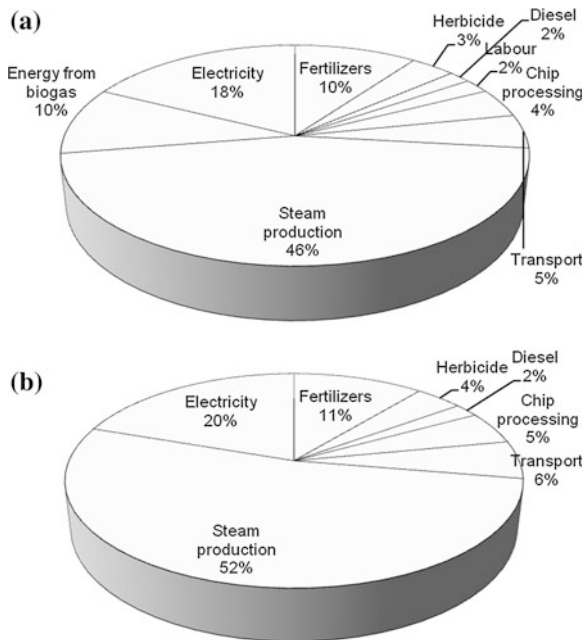 (a)
Electricity
18%
Fertilizers
10%
Herbicide
3%
Diesel
2%
Labour
2%
Chip
processing
4%
Transport
5%
Steam
production
46%
Energy from
biogas
10%
(b)
Electricity
20%
Fertilizers
11%
Herbicide
4%
Diesel
2%
Chip
processing
5%
Transport
6%
Steam
production
52%